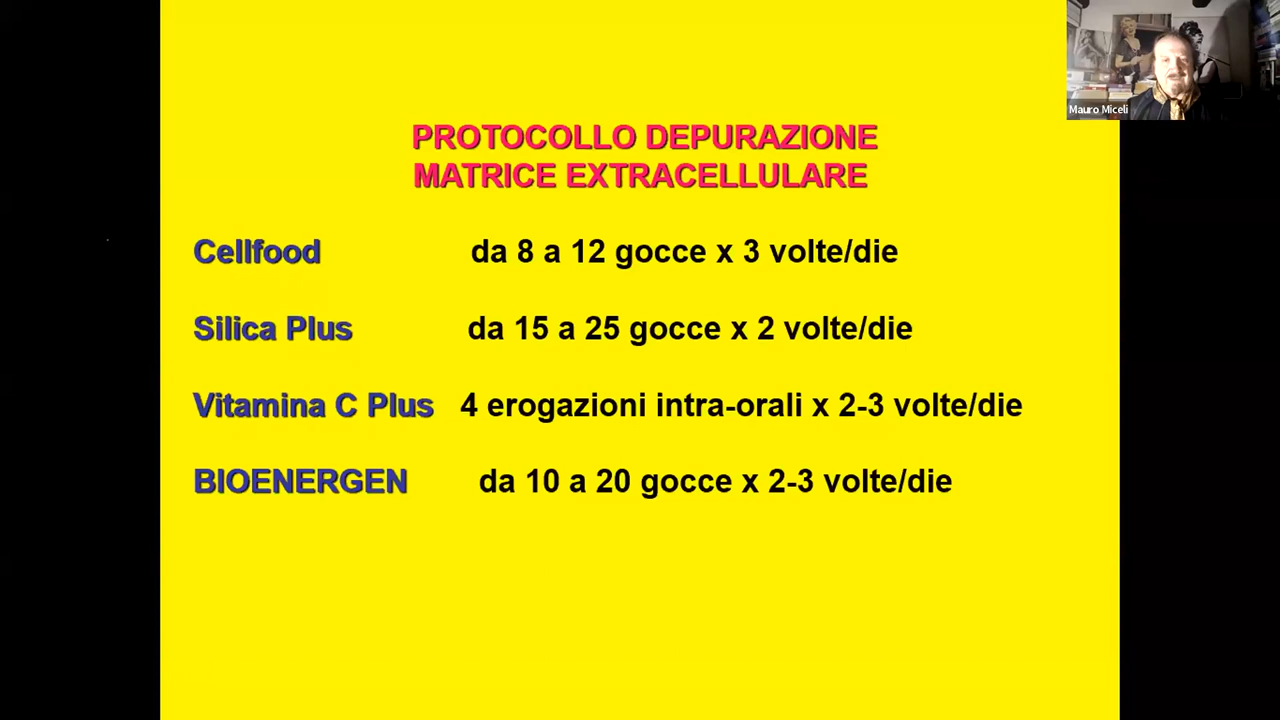 Mauro Miceli
PROTOCOLLO DEPURAZIONE
MATRICE EXTRACELLULARE
Cellfood da 8 a 12 gocce x 3 volte/die
Silica Plus da 15 a 25 gocce x 2 volte/die
Vitamina C Plus 4 erogazioni intra-orali x 2-3 volte/die
BIOENERGEN da 10 a 20 gocce x 2-3 volte/die